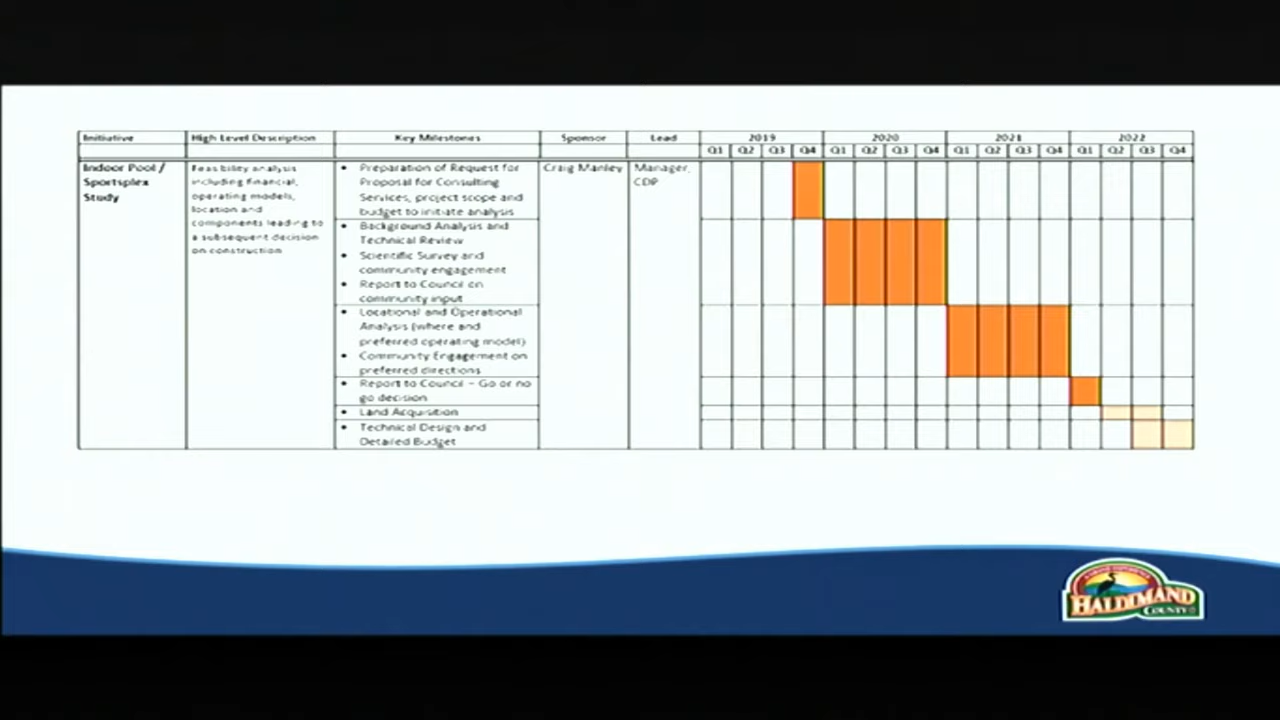 Initiative High Level Description Key Milestones Sponsor Lead 2019 2020 2021 2022
Q1 Q2 Q3 Q4 Q1 Q2 Q3 Q4 Q1 Q2 Q3 Q4 Q1 Q2 Q3 Q4
Indoor Pool /
Sportsplex
Study
Feasibility analysis
including financial,
operating models,
location and
components leading to
a subsequent decision
on construction
• Preparation of Request for
Proposal for Consulting
Services, project scope and
budget to initiate analysis
• Background Analysis and
Technical Review
• Scientific Survey and
community engagement
• Report to Council on
community input
• Locational and Operational
Analysis (where and
preferred operating model)
• Community Engagement on
preferred directions
• Report to Council – Go or no
go decision
• Land Acquisition
• Technical Design and
Detailed Budget
Craig Manley
Manager,
CDP
HALDIMAND
COUNTY